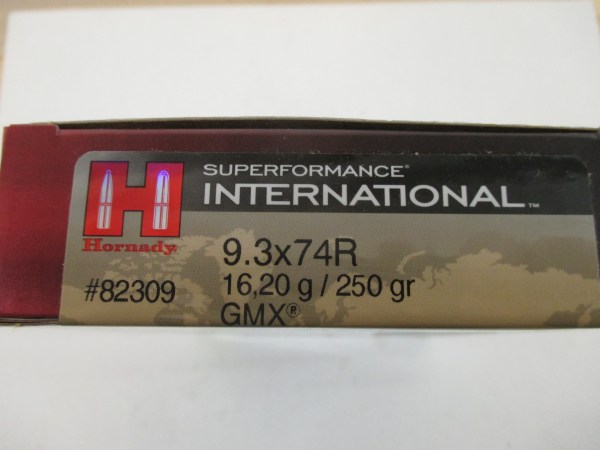 SUPERFORMANCE®
INTERNATIONAL™
H
Hornady®
9.3x74R
#82309
16,20 g / 250 gr
GMX®